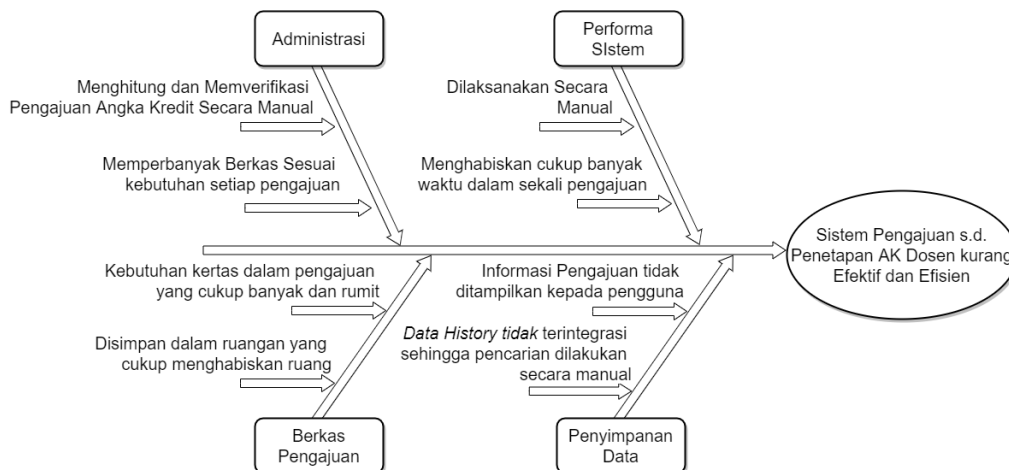 Administrasi
Performa
SIstem
Menghitung dan Memverifikasi
Pengajuan Angka Kredit Secara Manual
Dilaksanakan Secara
Manual
Memperbanyak Berkas Sesuai
kebutuhan setiap pengajuan
Menghabiskan cukup banyak
waktu dalam sekali pengajuan
Sistem Pengajuan s.d.
Penetapan AK Dosen kurang
Efektif dan Efisien
Kebutuhan kertas dalam pengajuan
yang cukup banyak dan rumit
Informasi Pengajuan tidak
ditampilkan kepada pengguna
Disimpan dalam ruangan yang
cukup menghabiskan ruang
Data History tidak terintegrasi
sehingga pencarian dilakukan
secara manual
Berkas
Pengajuan
Penyimpanan
Data